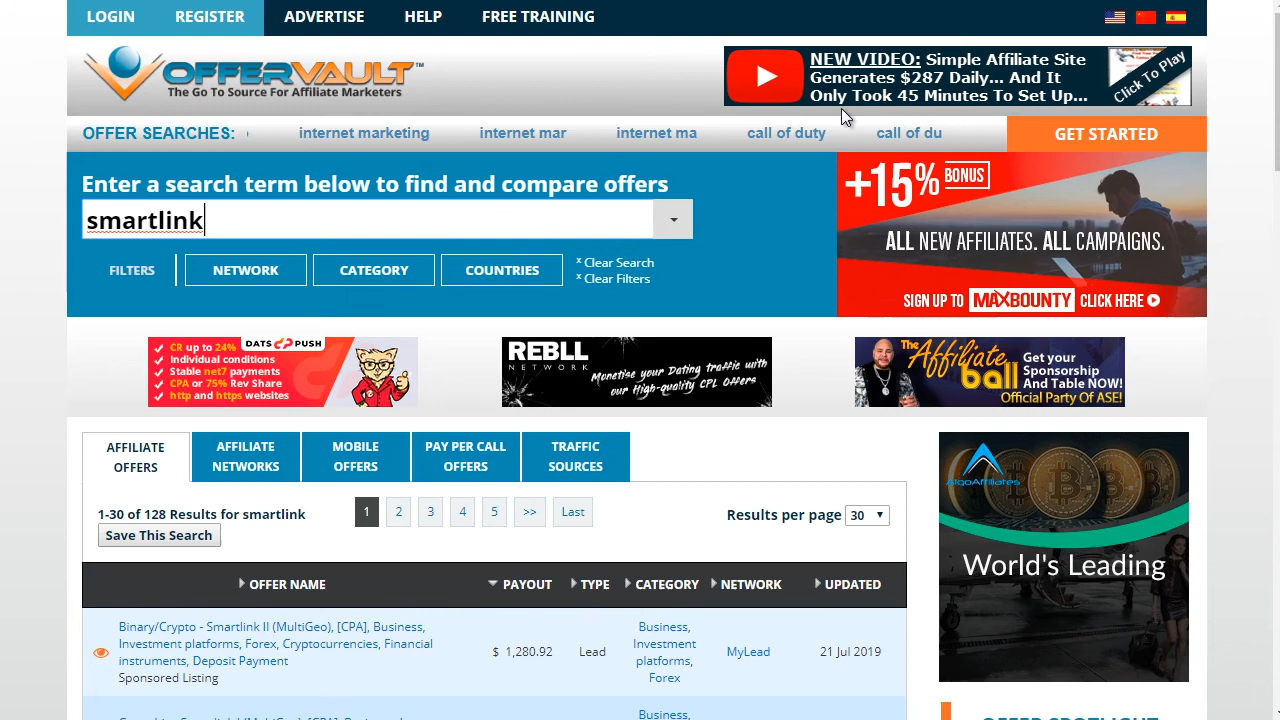 LOGIN REGISTER ADVERTISE HELP FREE TRAINING
OFFERVAULT™
The Go To Source For Affiliate Marketers
NEW VIDEO: Simple Affiliate Site
Generates $287 Daily... And It
Only Took 45 Minutes To Set Up...
Click To Play
OFFER SEARCHES: internet marketing internet mar internet ma call of duty call of du
GET STARTED
Enter a search term below to find and compare offers
smartlink
FILTERS NETWORK CATEGORY COUNTRIES
x Clear Search
x Clear Filters
+15% BONUS
ALL NEW AFFILIATES. ALL CAMPAIGNS.
SIGN UP TO MAXBOUNTY CLICK HERE
DATS PUSH
CR up to 24%
Individual conditions
Stable net7 payments
CPA or 75% Rev Share
http and https websites
REBLL
NETWORK
Monetise your Dating traffic with
our High-quality CPL Offers
The Affiliate
ball
Get your
Sponsorship
And Table NOW!
Official Party Of ASE!
AFFILIATE OFFERS
AFFILIATE NETWORKS
MOBILE OFFERS
PAY PER CALL OFFERS
TRAFFIC SOURCES
1-30 of 128 Results for smartlink
Save This Search
1 2 3 4 5 >> Last
Results per page 30
OFFER NAME PAYOUT TYPE CATEGORY NETWORK UPDATED
Binary/Crypto - Smartlink II (MultiGeo), [CPA], Business,
Investment platforms, Forex, Cryptocurrencies, Financial
instruments, Deposit Payment
Sponsored Listing
$ 1,280.92
Lead
Business,
Investment
platforms,
Forex
MyLead
21 Jul 2019
Business,
AlgoAffiliates
World's Leading
OFFER SPOTLIGHT